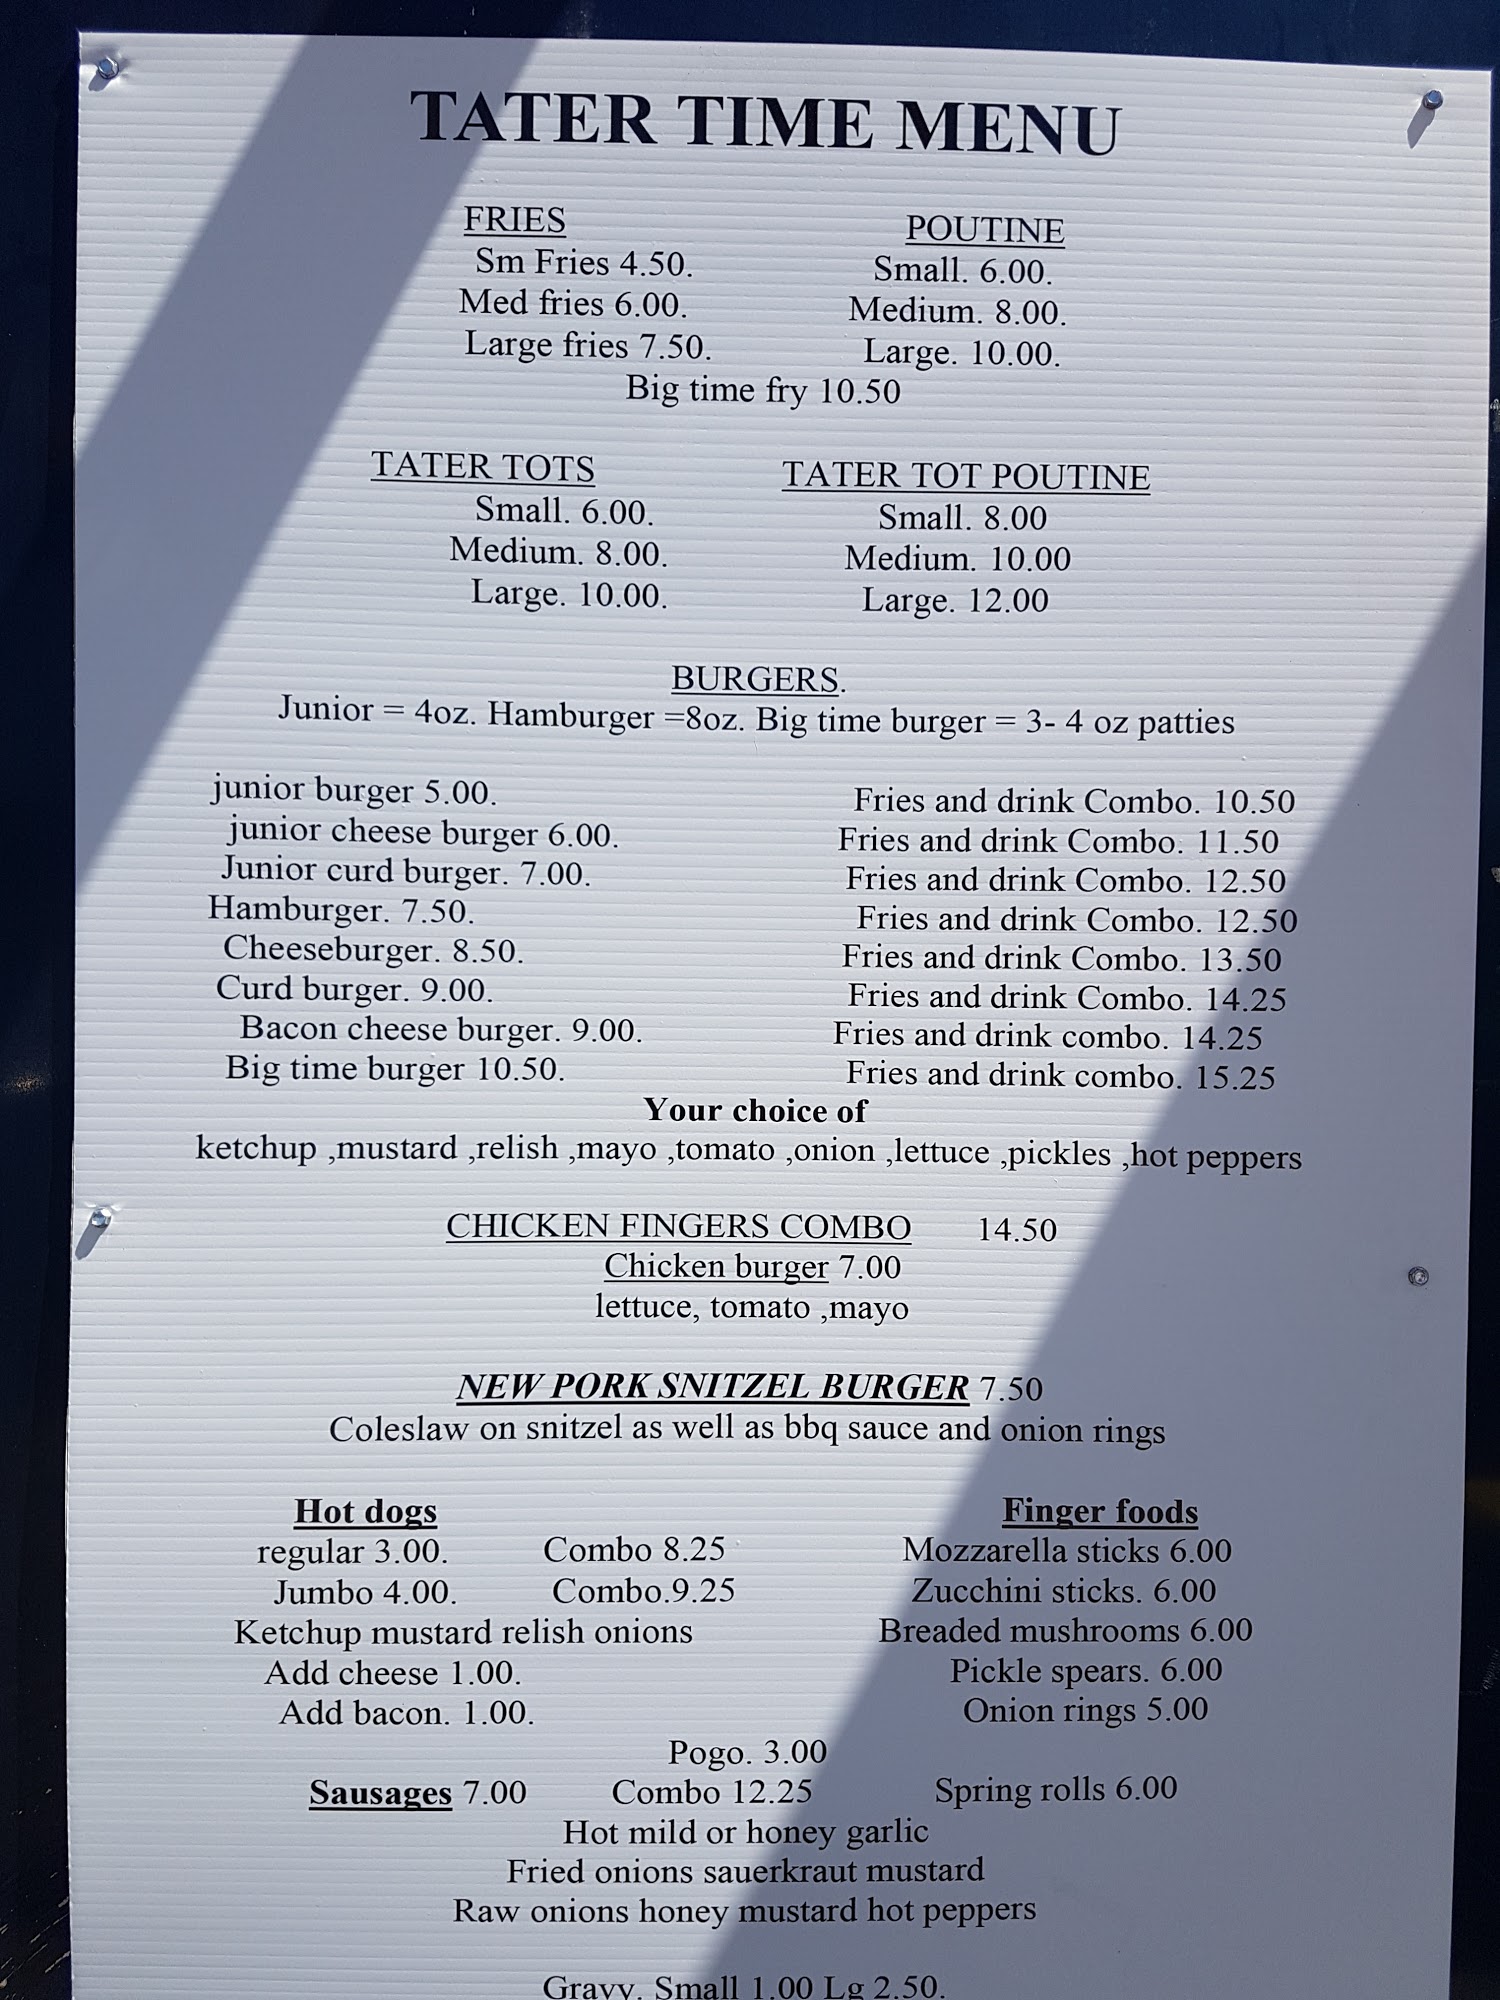 TATER TIME MENU
FRIES POUTINE
Sm Fries 4.50. Small. 6.00.
Med fries 6.00. Medium. 8.00.
Large fries 7.50. Large. 10.00.
Big time fry 10.50
TATER TOTS TATER TOT POUTINE
Small. 6.00. Small. 8.00
Medium. 8.00. Medium. 10.00
Large. 10.00. Large. 12.00
BURGERS.
Junior = 4oz. Hamburger =8oz. Big time burger = 3- 4 oz patties
junior burger 5.00. Fries and drink Combo. 10.50
junior cheese burger 6.00. Fries and drink Combo. 11.50
Junior curd burger. 7.00. Fries and drink Combo. 12.50
Hamburger. 7.50. Fries and drink Combo. 12.50
Cheeseburger. 8.50. Fries and drink Combo. 13.50
Curd burger. 9.00. Fries and drink Combo. 14.25
Bacon cheese burger. 9.00. Fries and drink combo. 14.25
Big time burger 10.50. Fries and drink combo. 15.25
Your choice of
ketchup ,mustard ,relish ,mayo ,tomato ,onion ,lettuce ,pickles ,hot peppers
CHICKEN FINGERS COMBO 14.50
Chicken burger 7.00
lettuce, tomato ,mayo
NEW PORK SNITZEL BURGER 7.50
Coleslaw on snitzel as well as bbq sauce and onion rings
Hot dogs Finger foods
regular 3.00. Combo 8.25 Mozzarella sticks 6.00
Jumbo 4.00. Combo.9.25 Zucchini sticks. 6.00
Ketchup mustard relish onions Breaded mushrooms 6.00
Add cheese 1.00. Pickle spears. 6.00
Add bacon. 1.00. Onion rings 5.00
Pogo. 3.00
Sausages 7.00 Combo 12.25 Spring rolls 6.00
Hot mild or honey garlic
Fried onions sauerkraut mustard
Raw onions honey mustard hot peppers
Gravy. Small 1.00 Lg 2.50.